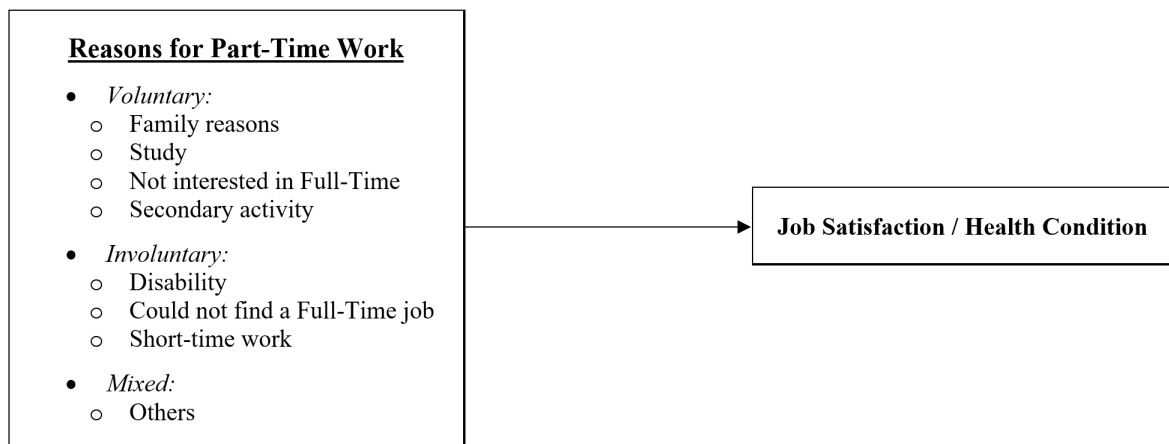 Reasons for Part-Time Work
• Voluntary:
o Family reasons
o Study
o Not interested in Full-Time
o Secondary activity
• Involuntary:
o Disability
o Could not find a Full-Time job
o Short-time work
• Mixed:
o Others
Job Satisfaction / Health Condition